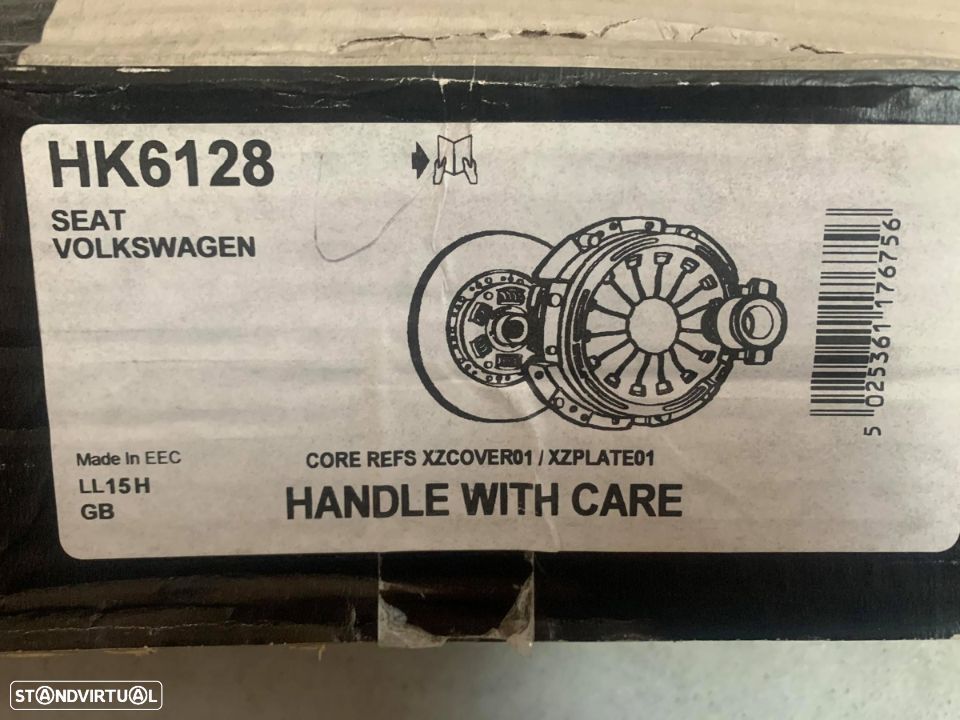 HK6128
SEAT
VOLKSWAGEN
5 025361 176756
Made In EEC
LL15H
GB
CORE REFS XZCOVER01 / XZPLATE01
HANDLE WITH CARE
STANDVIRTUAL